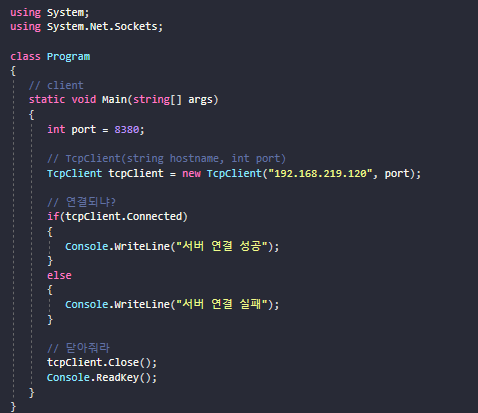 using System;
using System.Net.Sockets;
class Program
{
// client
static void Main(string[] args)
{
int port = 8380;
// TcpClient(string hostname, int port)
TcpClient tcpClient = new TcpClient("192.168.219.120", port);
// 연결되냐?
if(tcpClient.Connected)
{
Console.WriteLine("서버 연결 성공");
}
else
{
Console.WriteLine("서버 연결 실패");
}
// 닫아줘라
tcpClient.Close();
Console.ReadKey();
}
}